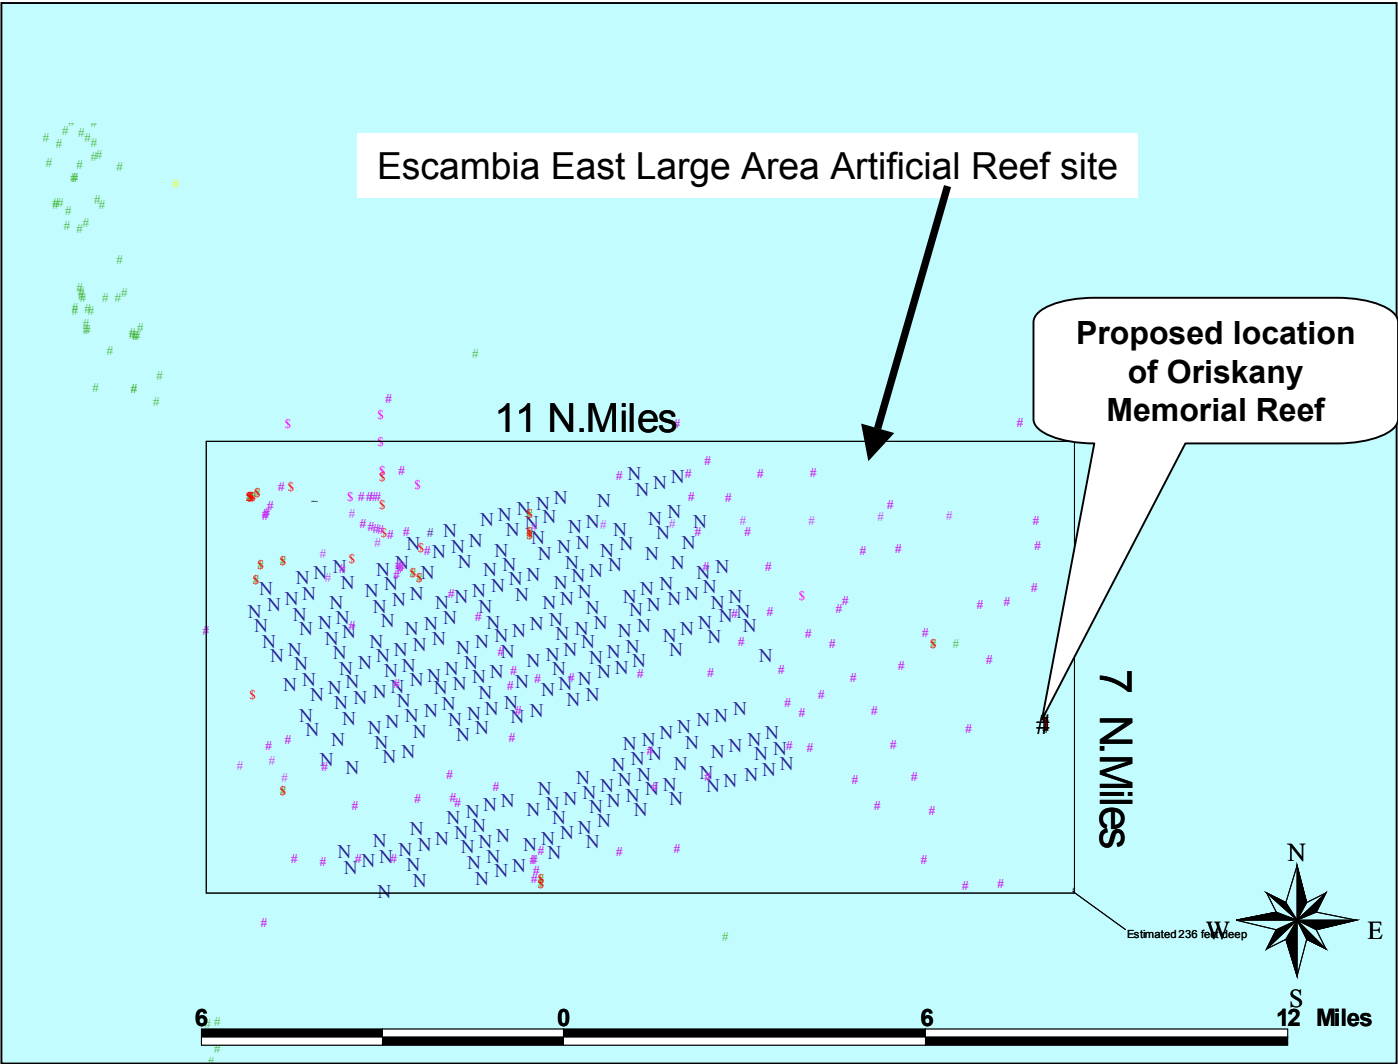 Escambia East Large Area Artificial Reef site
Proposed location
of Oriskany
Memorial Reef
11 N.Miles
7 N.Miles
Estimated 236 feet deep
N
W
E
S
6
0
6
12 Miles